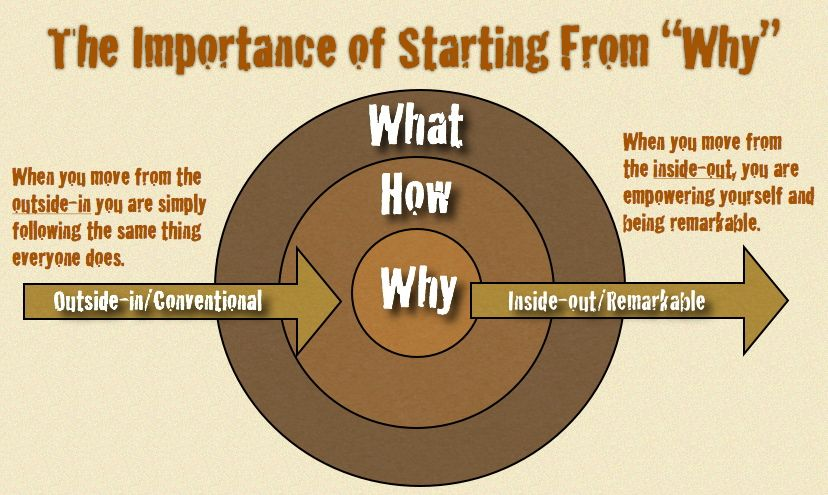 The Importance of Starting From “Why”
When you move from the
outside-in you are simply
following the same thing
everyone does.
What
How
Why
Outside-in/Conventional
Inside-out/Remarkable
When you move from
the inside-out, you are
empowering yourself and
being remarkable.